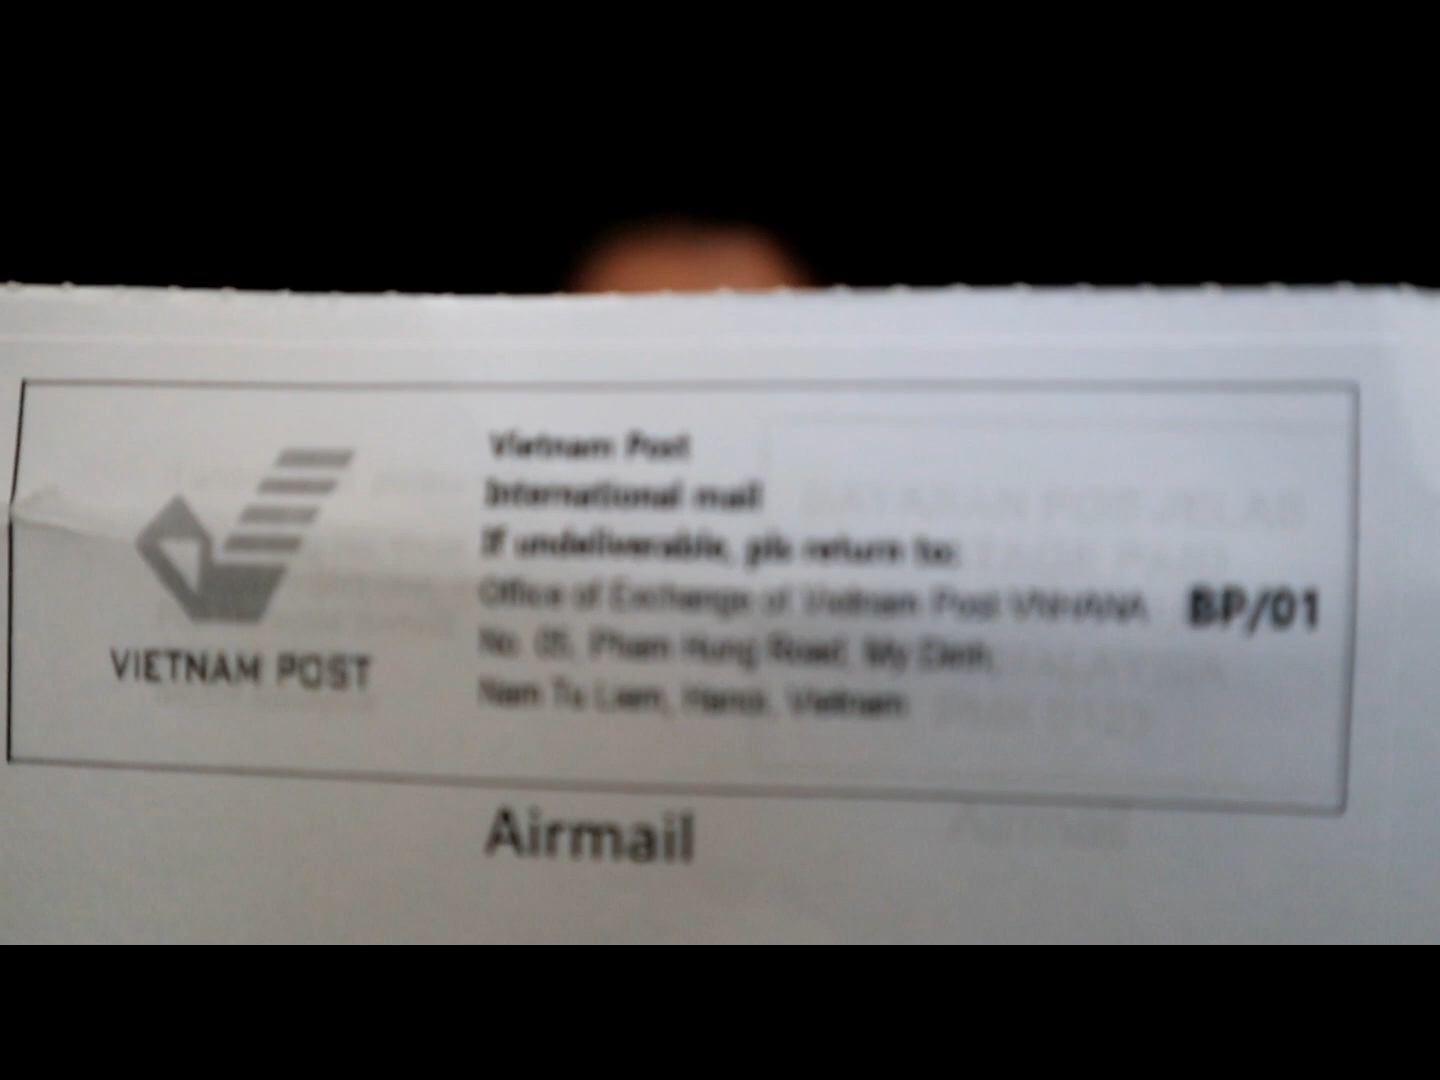 VIETNAM POST
Vietnam Post
International mail
If undeliverable, pls return to:
Office of Exchange of Vietnam Post VNHANA
No. 05, Pham Hung Road, My Dinh,
Nam Tu Liem, Hanoi, Vietnam
BP/01
Airmail